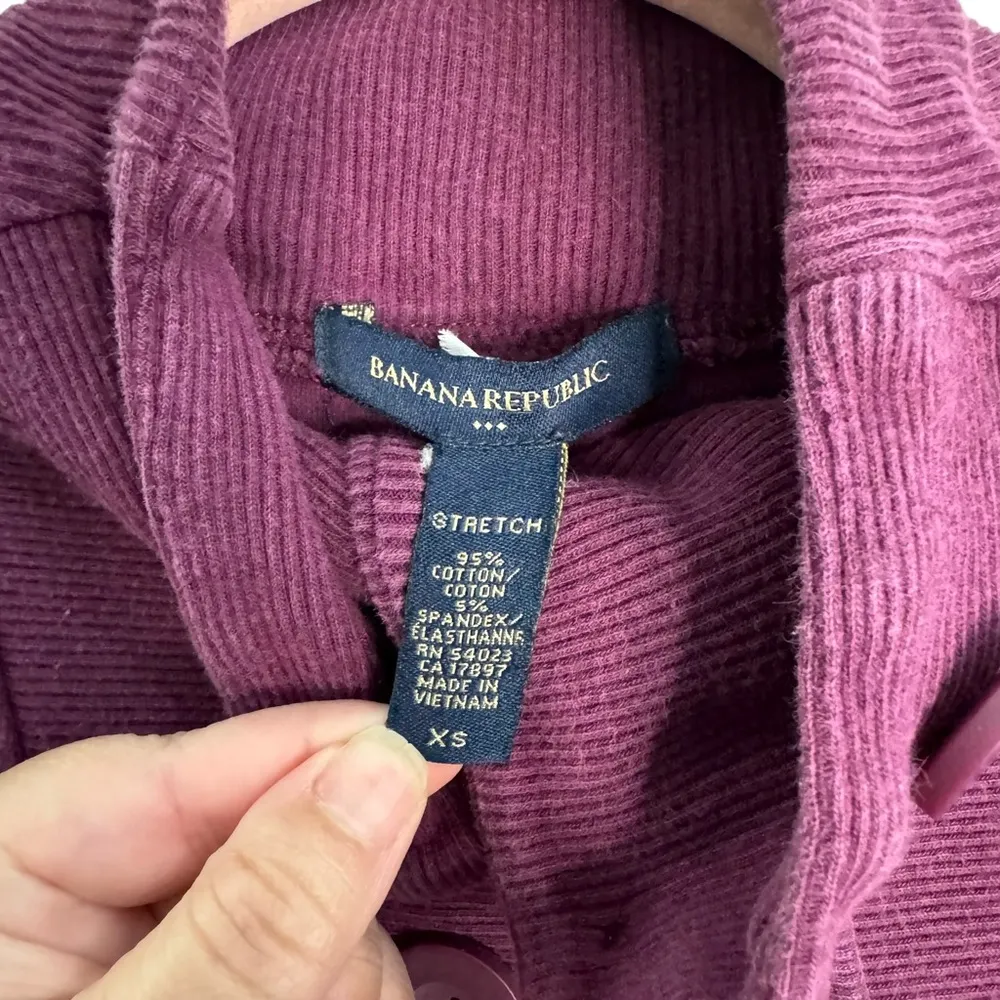 BANANA REPUBLIC
STRETCH
95%
COTTON/
COTON
5%
SPANDEX/
ÉLASTHANNE
RN 54023
CA 17897
MADE IN
VIETNAM
XS